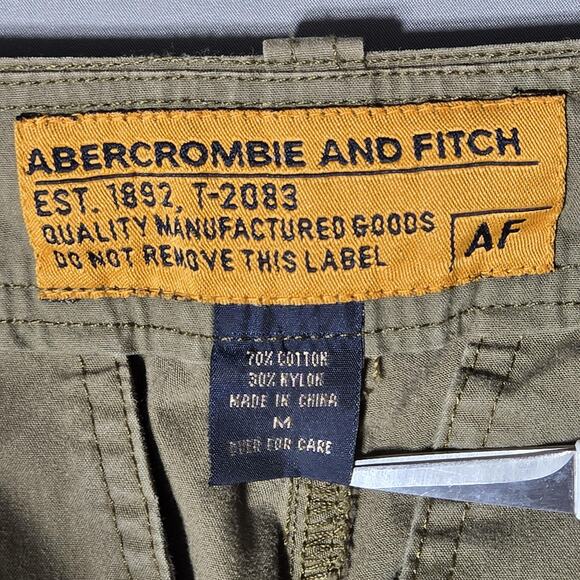 ABERCROMBIE AND FITCH
EST. 1892, T-2083
QUALITY MANUFACTURED GOODS
DO NOT REMOVE THIS LABEL
AF
70% COTTON
30% NYLON
MADE IN CHINA
M
OVER FOR CARE